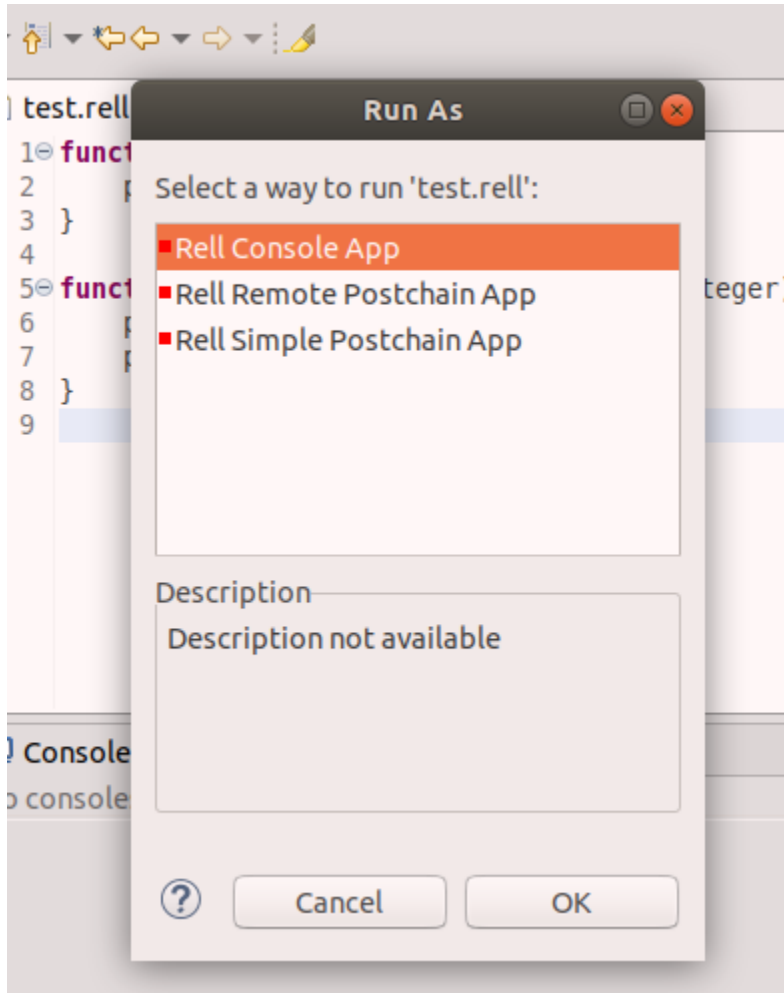 test.rell
Run As
Select a way to run 'test.rell':
Rell Console App
Rell Remote Postchain App
Rell Simple Postchain App
Description
Description not available
Cancel
OK
1 funct
2
3 }
4
5 funct teger)
6
7
8 }
9
Console
console